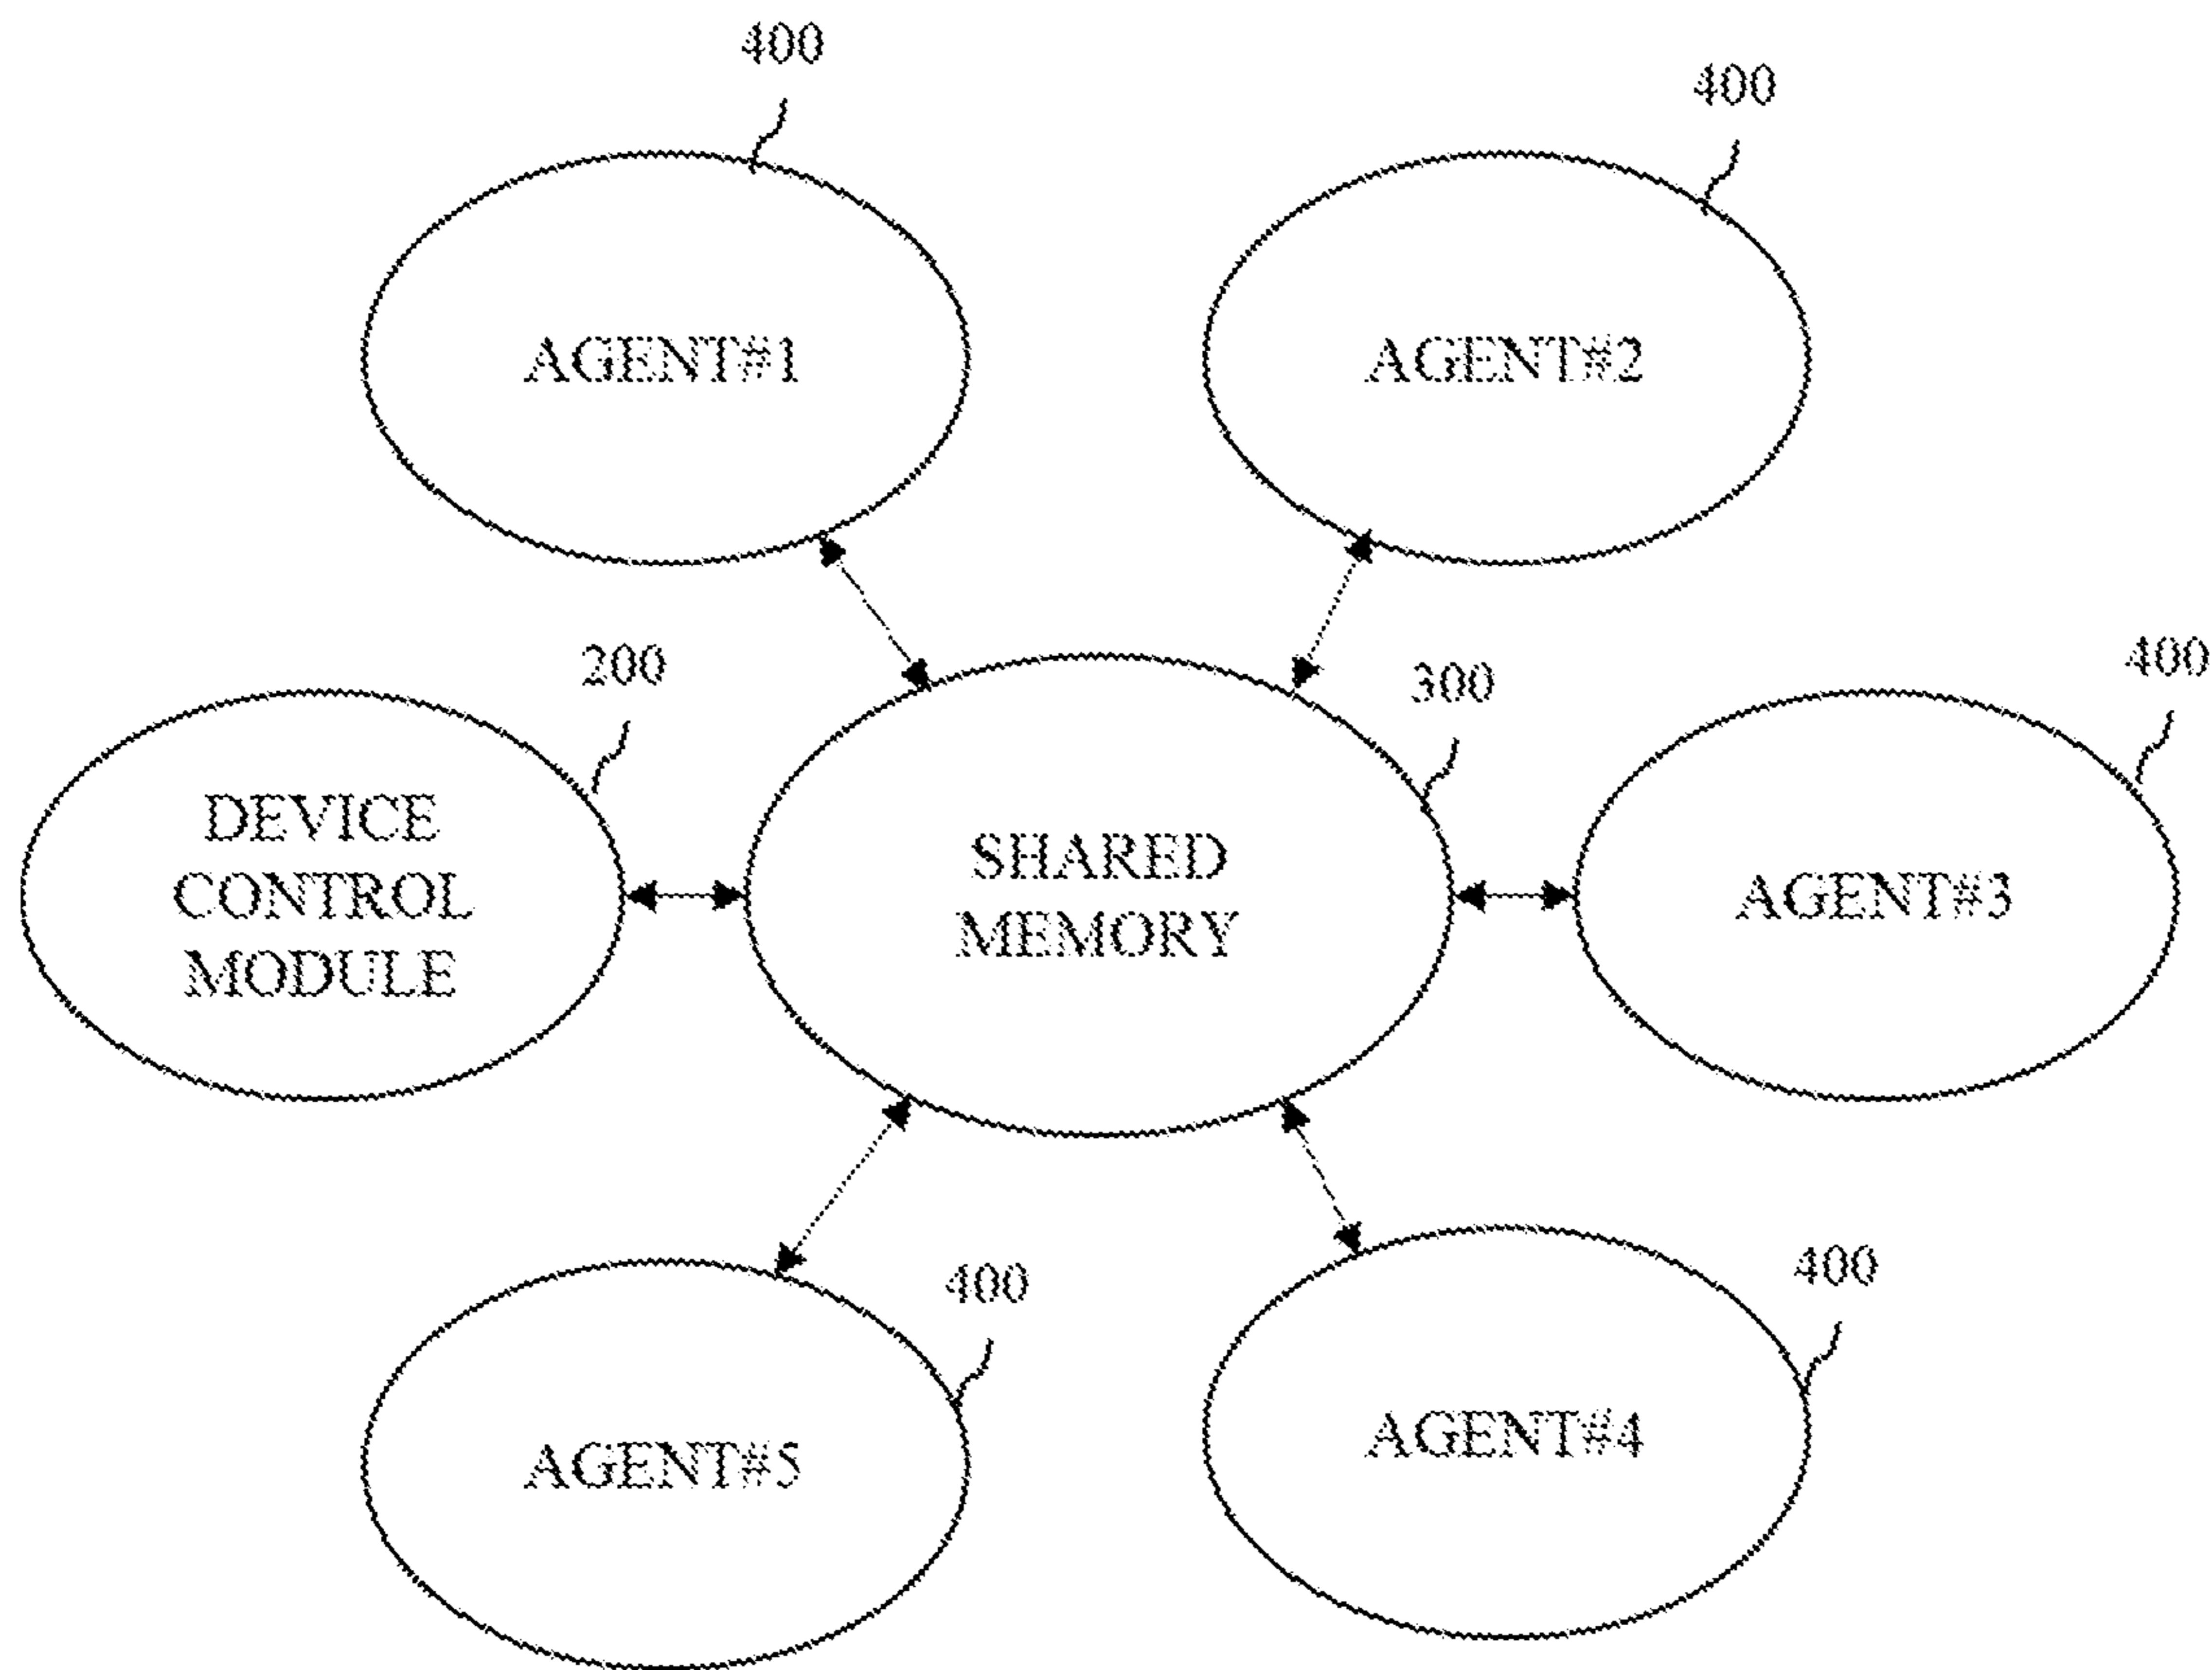 400
400
AGENT#1
AGENT#2
200
300
400
DEVICE
CONTROL
MODULE
SHARED
MEMORY
AGENT#3
400
400
AGENT#5
AGENT#4